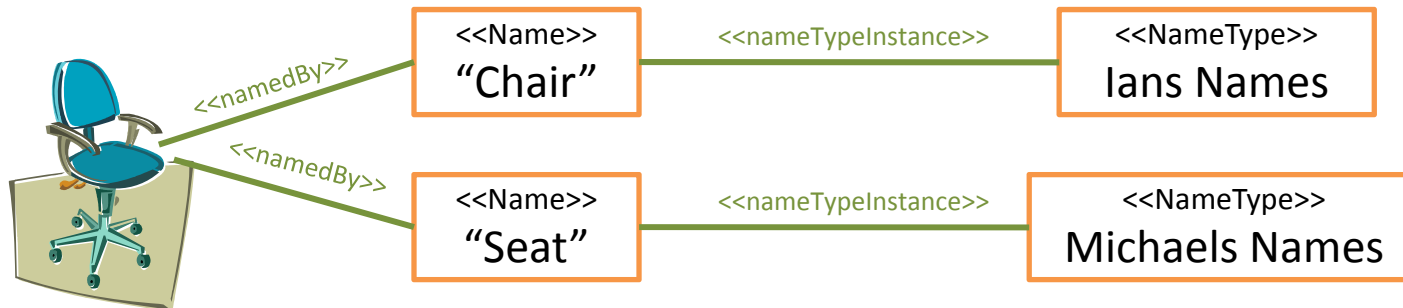 <<namedBy>>
<<Name>>
“Chair”
<<nameTypeInstance>>
<<NameType>>
Ians Names
<<namedBy>>
<<Name>>
“Seat”
<<nameTypeInstance>>
<<NameType>>
Michaels Names